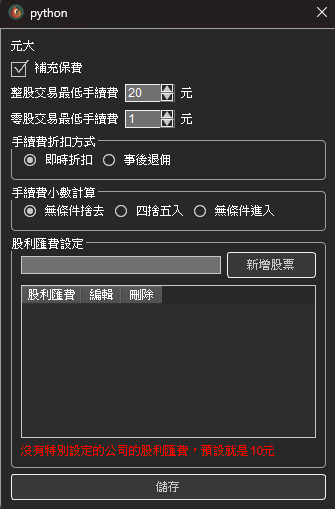 python
元大
補充保費
整股交易最低手續費 20 元
零股交易最低手續費 1 元
手續費折扣方式
即時折扣 事後退佣
手續費小數計算
無條件捨去 四捨五入 無條件進入
股利匯費設定
新增股票
股利匯費 編輯 刪除
沒有特別設定的公司的股利匯費，預設就是10元
儲存